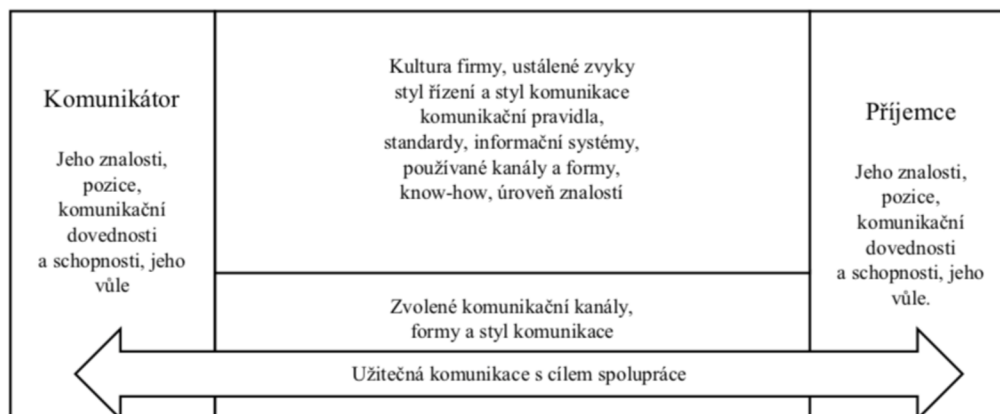 Komunikátor
Jeho znalosti,
pozice,
komunikační
dovednosti
a schopnosti, jeho
vůle
Kultura firmy, ustálené zvyky
styl řízení a styl komunikace
komunikační pravidla,
standardy, informační systémy,
používané kanály a formy,
know-how, úroveň znalostí
Zvolené komunikační kanály,
formy a styl komunikace
Příjemce
Jeho znalosti,
pozice,
komunikační
dovednosti
a schopnosti, jeho
vůle.
Užitečná komunikace s cílem spolupráce